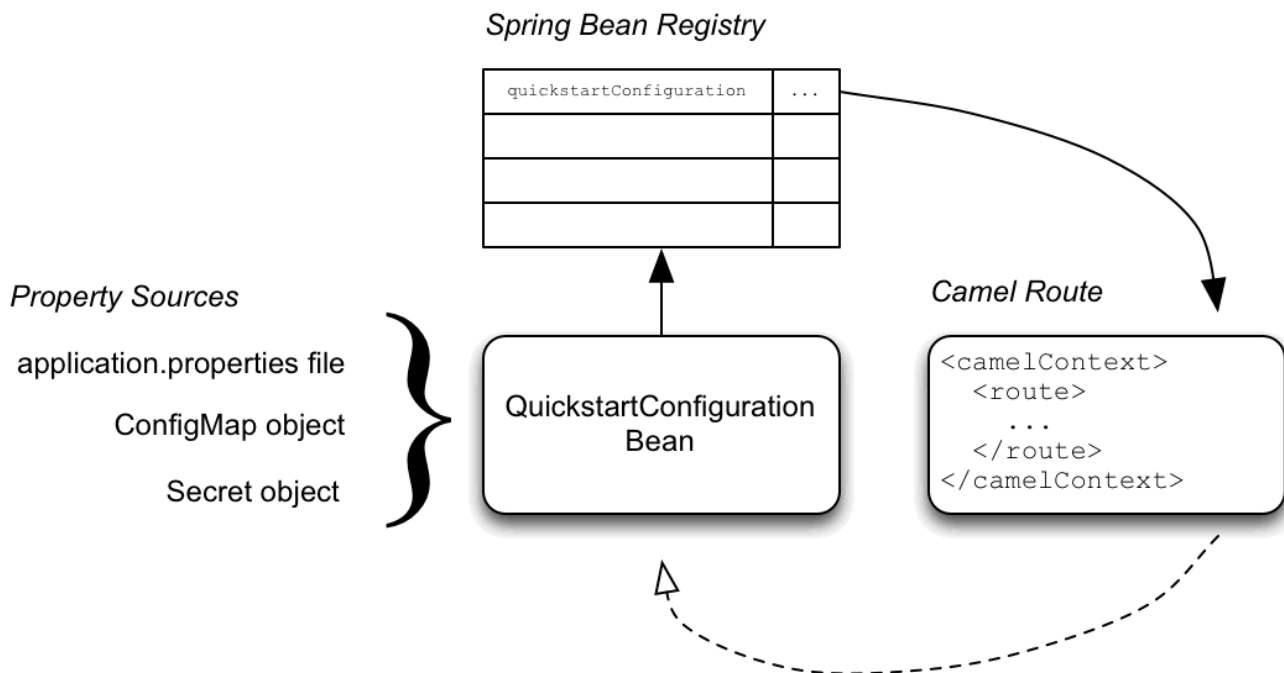 Spring Bean Registry
quickstartConfiguration ...
Property Sources
application.properties file
ConfigMap object
Secret object
QuickstartConfiguration
Bean
Camel Route
<camelContext>
<route>
...
</route>
</camelContext>